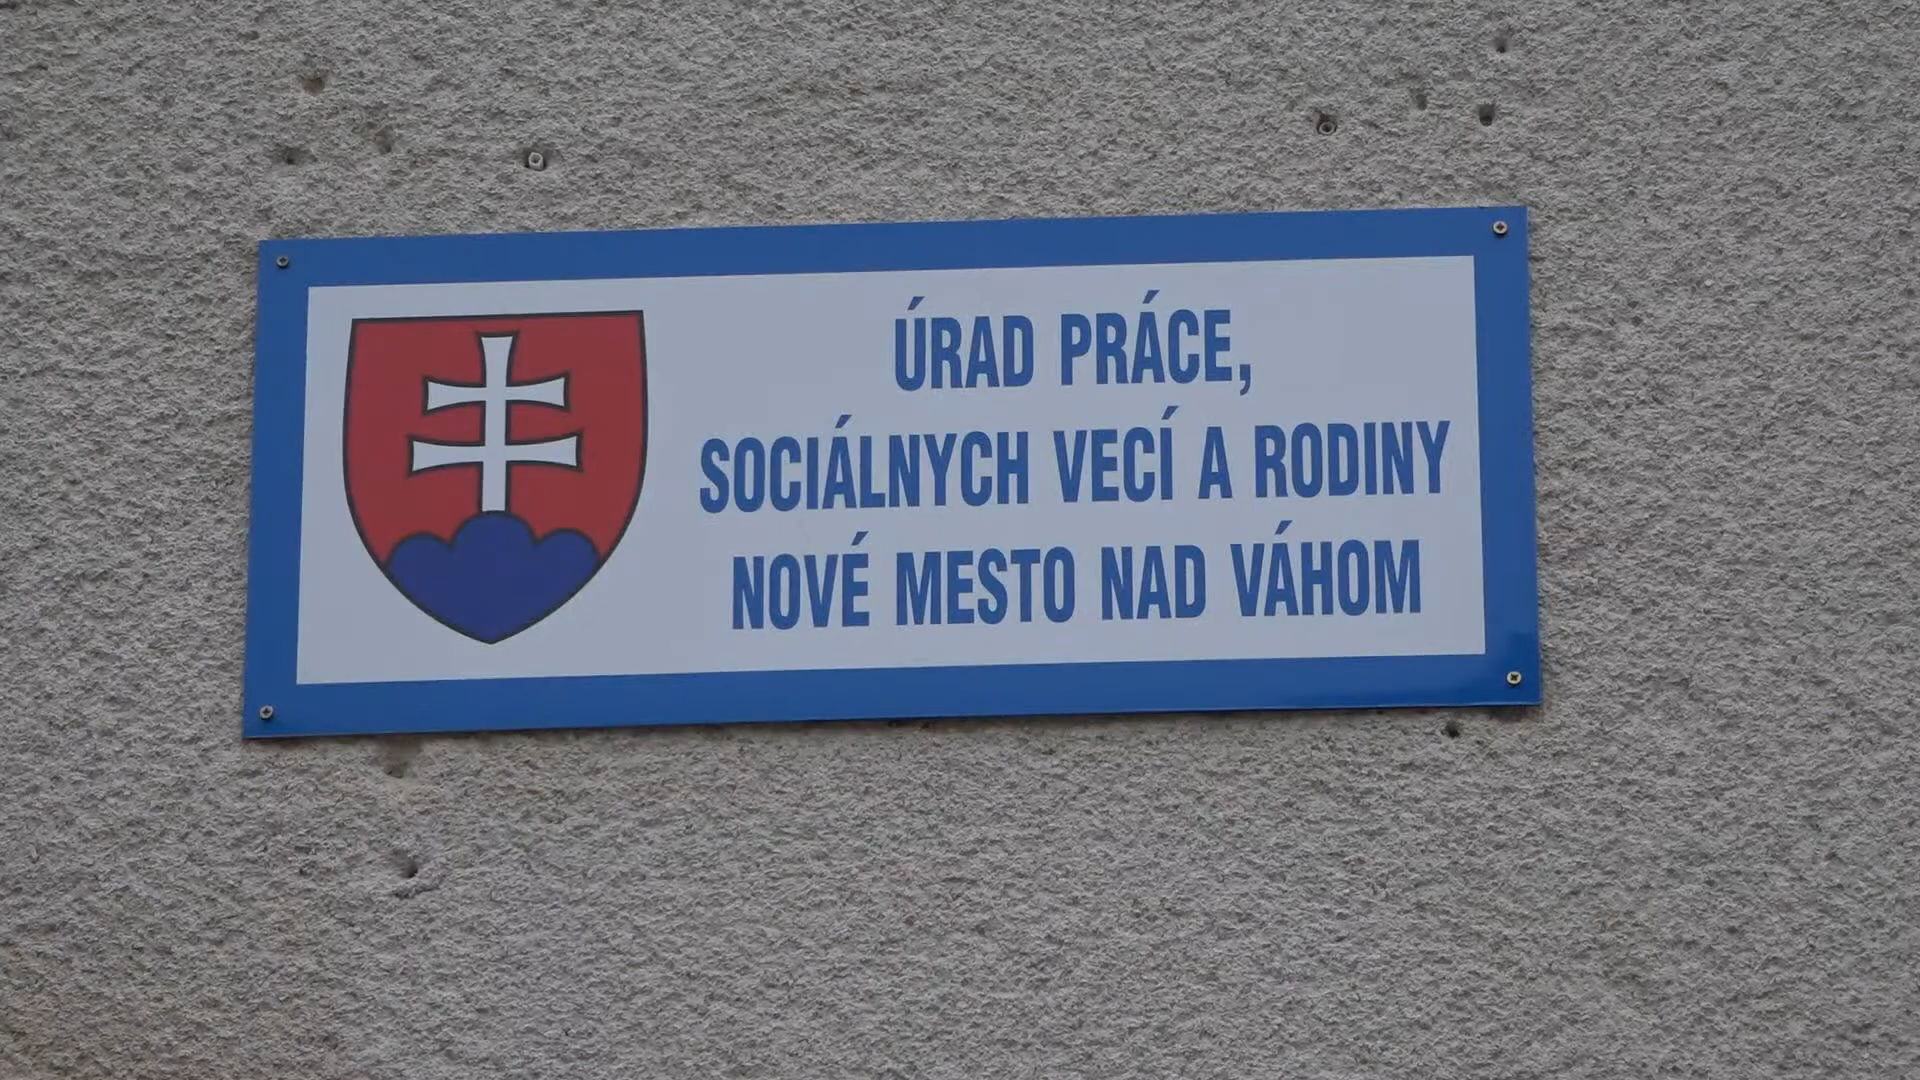 ÚRAD PRÁCE,
SOCIÁLNYCH VECÍ A RODINY
NOVÉ MESTO NAD VÁHOM